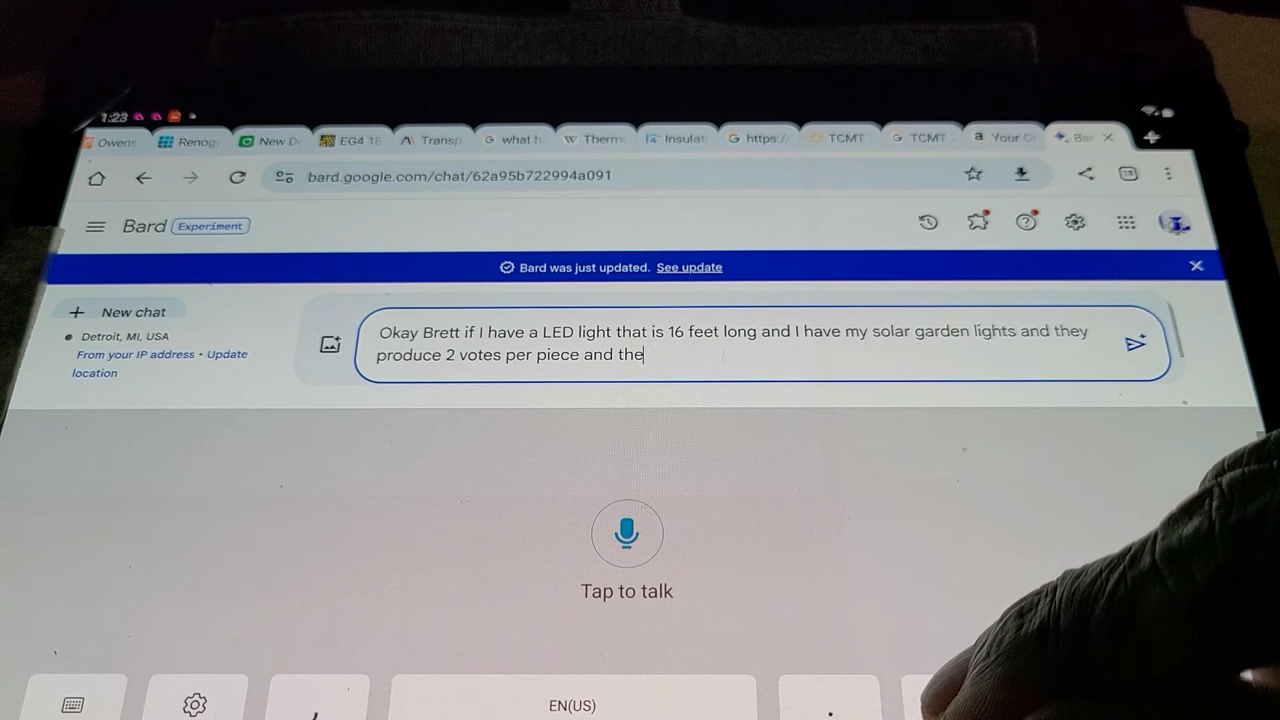 1:23
Owens
Renogy
New De
EG4 18
Transp
what h
Therm
Insulat
https://
TCMT
TCMT
Your O
Bar
bard.google.com/chat/62a95b722994a091
Bard Experiment
Bard was just updated. See update
New chat
Detroit, MI, USA
From your IP address • Update
location
Okay Brett if I have a LED light that is 16 feet long and I have my solar garden lights and they
produce 2 votes per piece and the
Tap to talk
,
EN(US)
.